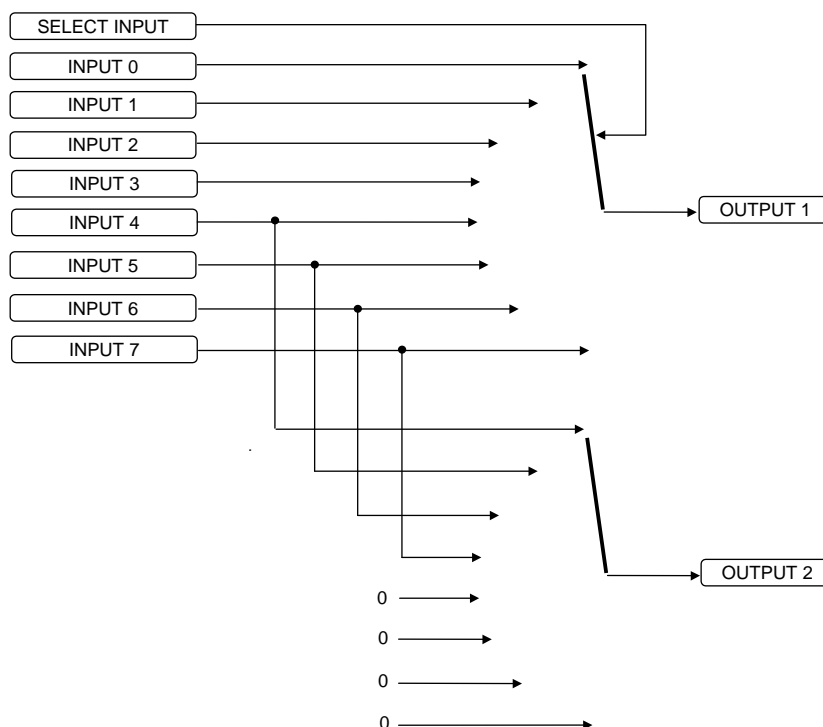 SELECT INPUT
INPUT 0
INPUT 1
INPUT 2
INPUT 3
INPUT 4
OUTPUT 1
INPUT 5
INPUT 6
INPUT 7
OUTPUT 2
0
0
0
0